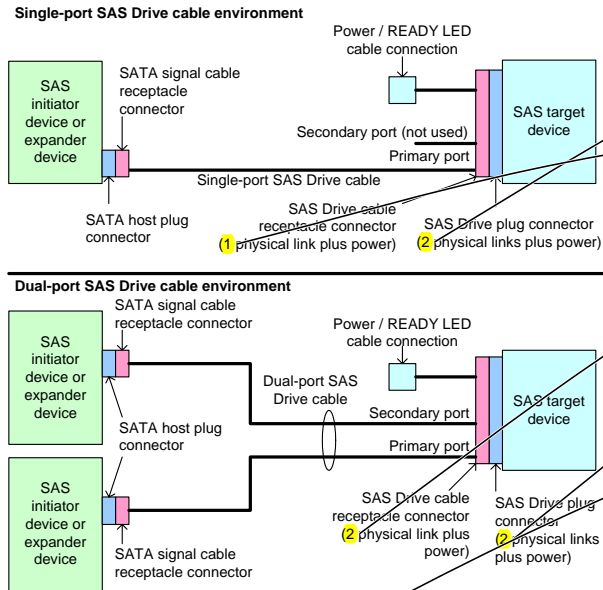 Single-port SAS Drive cable environment
Power / READY LED
cable connection
SAS
initiator
device or
expander
device
SATA signal cable
receptacle
connector
SAS target
device
Secondary port (not used)
Primary port
Single-port SAS Drive cable
SATA host plug
connector
SAS Drive cable
receptacle connector
(1 physical link plus power)
SAS Drive plug connector
(2 physical links plus power)
Dual-port SAS Drive cable environment
SATA signal cable
receptacle connector
Power / READY LED
cable connection
SAS
initiator
device or
expander
device
Dual-port SAS
Drive cable
SAS target
device
Secondary port
SATA host plug
connector
Primary port
SAS
initiator
device or
expander
device
SAS Drive cable
receptacle connector
(2 physical link plus
power)
SAS Drive plug
connector
(2 physical links
plus power)
SATA signal cable
receptacle connector